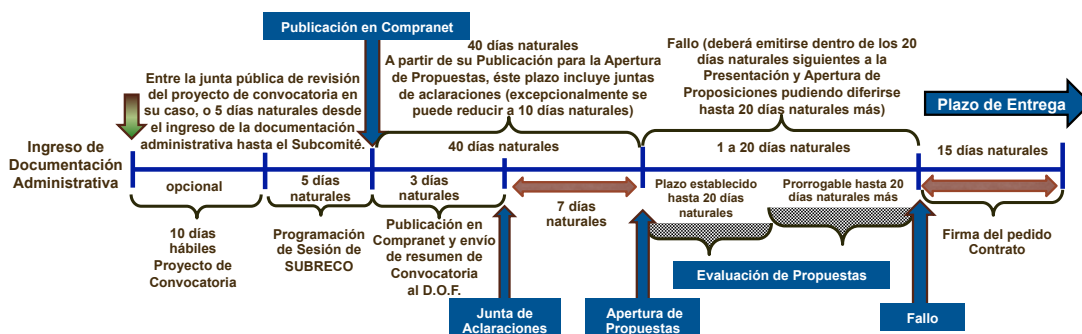 Publicación en Compranet
40 días naturales
A partir de su Publicación para la Apertura
de Propuestas, éste plazo incluye juntas
de aclaraciones (excepcionalmente se
puede reducir a 10 días naturales)
Fallo (deberá emitirse dentro de los 20
días naturales siguientes a la
Presentación y Apertura de
Proposiciones pudiendo diferirse
hasta 20 días naturales más)
Entre la junta pública de revisión
del proyecto de convocatoria en
su caso, o 5 días naturales desde
el ingreso de la documentación
administrativa hasta el Subcomité.
Plazo de Entrega
Ingreso de
Documentación
Administrativa
40 días naturales
1 a 20 días naturales
15 días naturales
opcional
5 días
naturales
3 días
naturales
7 días
naturales
Plazo establecido
hasta 20 días
naturales
Prorrogable hasta 20
días naturales más
10 días
hábiles
Proyecto de
Convocatoria
Programación
de Sesión de
SUBRECO
Publicación en
Compranet y envío
de resumen de
Convocatoria
al D.O.F.
Firma del pedido
Contrato
Evaluación de Propuestas
Junta de
Aclaraciones
Apertura de
Propuestas
Fallo